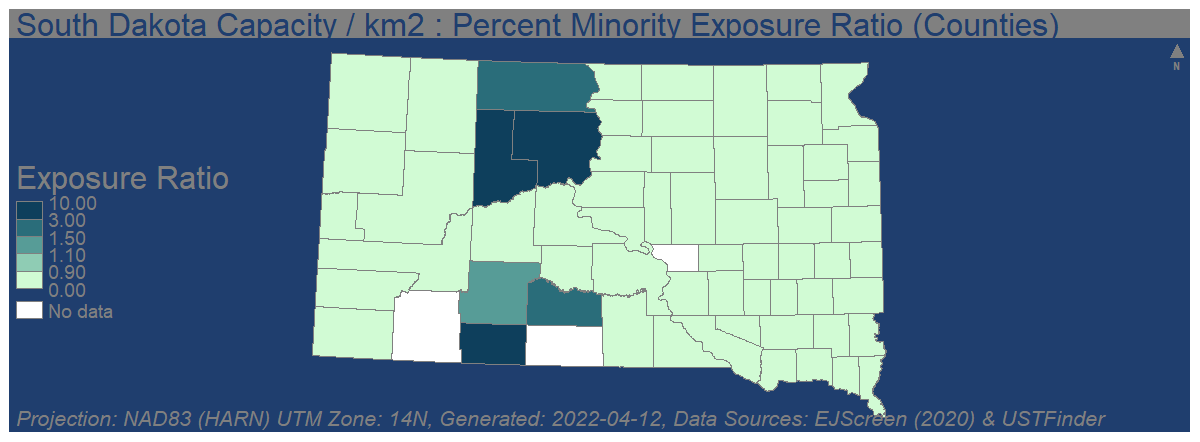 South Dakota Capacity / km2 : Percent Minority Exposure Ratio (Counties)
N
Exposure Ratio
10.00
3.00
1.50
1.10
0.90
0.00
No data
Projection: NAD83 (HARN) UTM Zone: 14N, Generated: 2022-04-12, Data Sources: EJScreen (2020) & USTFinder